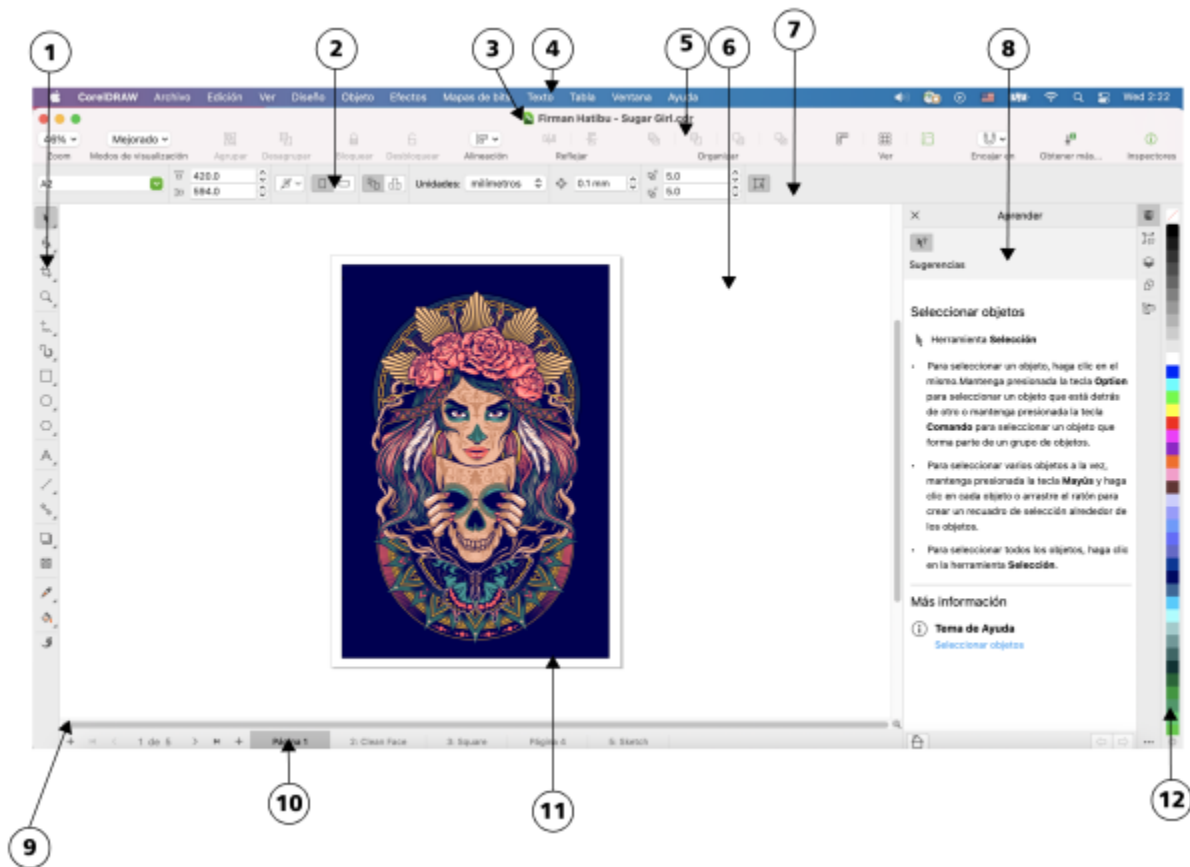 1
2
3
4
5
6
7
8
CorelDRAW Archivo Edición Ver Diseño Objeto Efectos Mapas de bits Texto Tabla Ventana Ayuda Wed 2:22
Firman Hatibu - Sugar Girl.cdr
46% Mejorado
Zoom Modos de visualización Agrupar Desagrupar Bloquear Desbloquear Alineación Reflejar Organizar Ver Encajar en Obtener más... Inspectores
A2 420.0 594.0 Unidades: milímetros 0.1 mm 5.0 5.0
Aprender
Sugerencias
Seleccionar objetos
Herramienta Selección
• Para seleccionar un objeto, haga clic en el
mismo.Mantenga presionada la tecla Option
para seleccionar un objeto que está detrás
de otro o mantenga presionada la tecla
Comando para seleccionar un objeto que
forma parte de un grupo de objetos.
• Para seleccionar varios objetos a la vez,
mantenga presionada la tecla Mayús y haga
clic en cada objeto o arrastre el ratón para
crear un recuadro de selección alrededor de
los objetos.
• Para seleccionar todos los objetos, haga clic
en la herramienta Selección.
Más información
Tema de Ayuda
Seleccionar objetos
1 de 5 Página 1 2: Clean Face 3: Square Página 4 5: Sketch
9
10
11
12